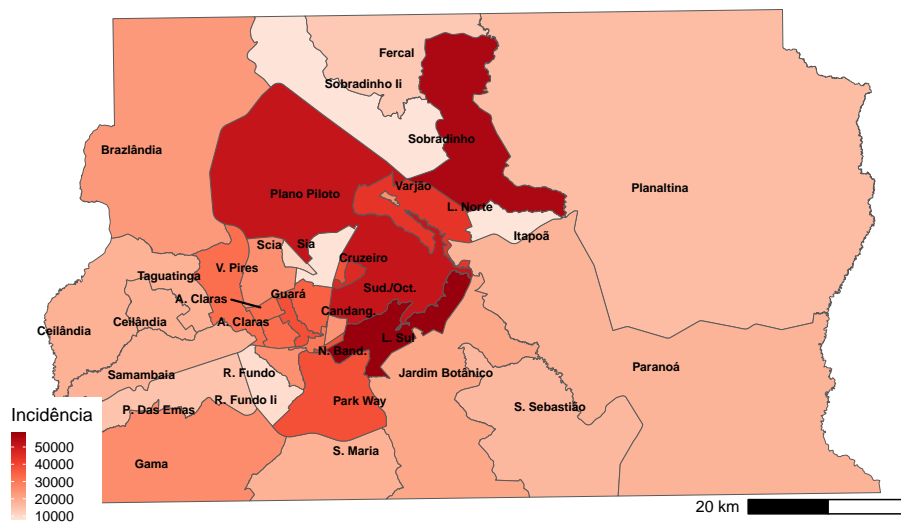 Fercal
Sobradinho Ii
Sobradinho
Brazlândia
Varjão
Plano Piloto
Planaltina
L. Norte
Itapoã
Scia
Sia
Cruzeiro
V. Pires
Taguatinga
Guará
Sud./Oct.
A. Claras
Candang.
Ceilândia
Ceilândia
A. Claras
L. Sul
N. Band.
Paranoá
Samambaia
R. Fundo
Jardim Botânico
R. Fundo Ii
Park Way
P. Das Emas
S. Sebastião
S. Maria
Gama
Incidência
50000
40000
30000
20000
10000
20 km